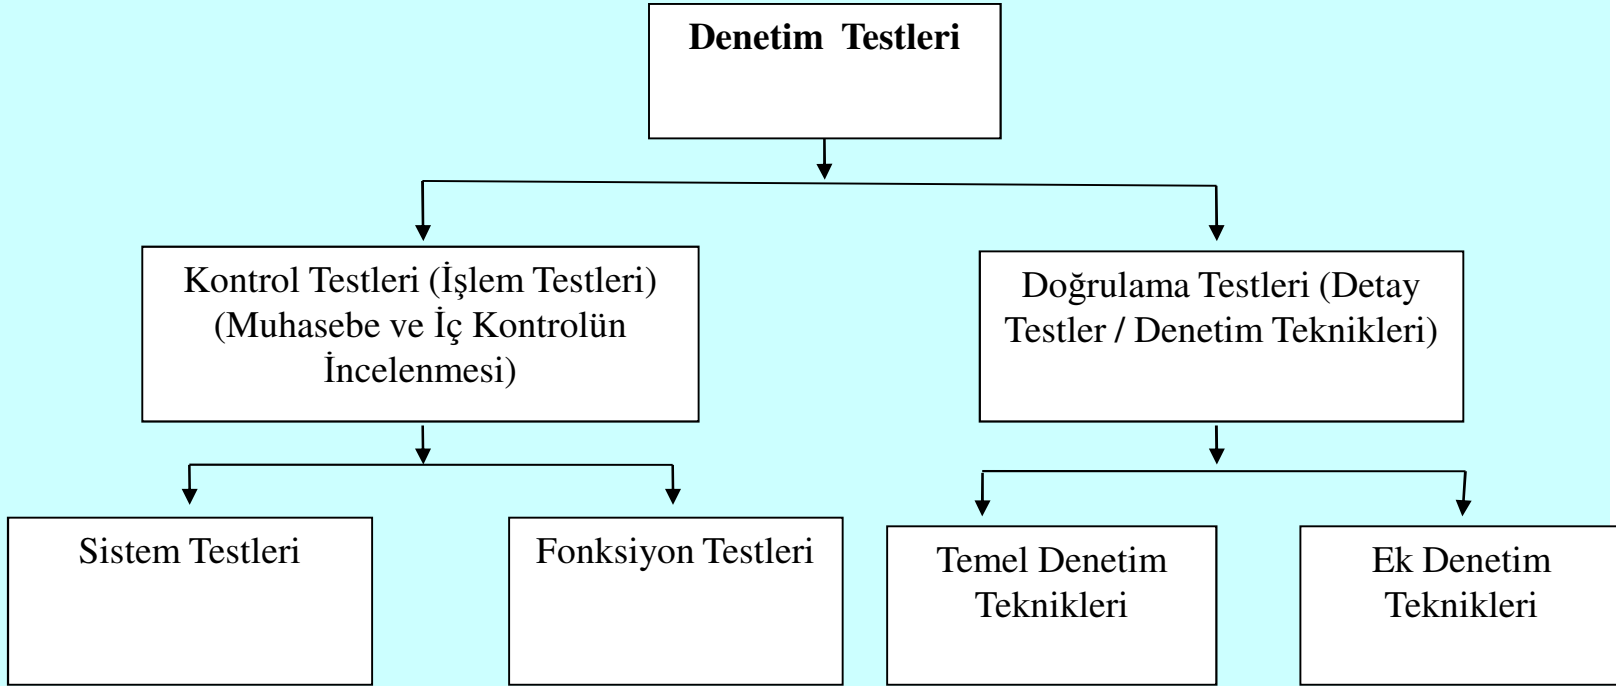 Denetim Testleri
Kontrol Testleri (İşlem Testleri)
(Muhasebe ve İç Kontrolün
İncelenmesi)
Doğrulama Testleri (Detay
Testler / Denetim Teknikleri)
Sistem Testleri
Fonksiyon Testleri
Temel Denetim
Teknikleri
Ek Denetim
Teknikleri